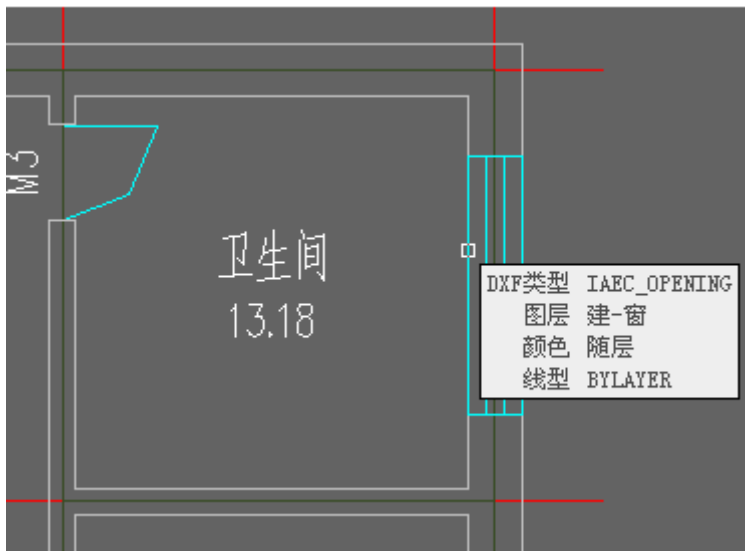 M3
卫生间
13.18
DXF类型 IAEC_OPENING
图层 建-窗
颜色 随层
线型 BYLAYER